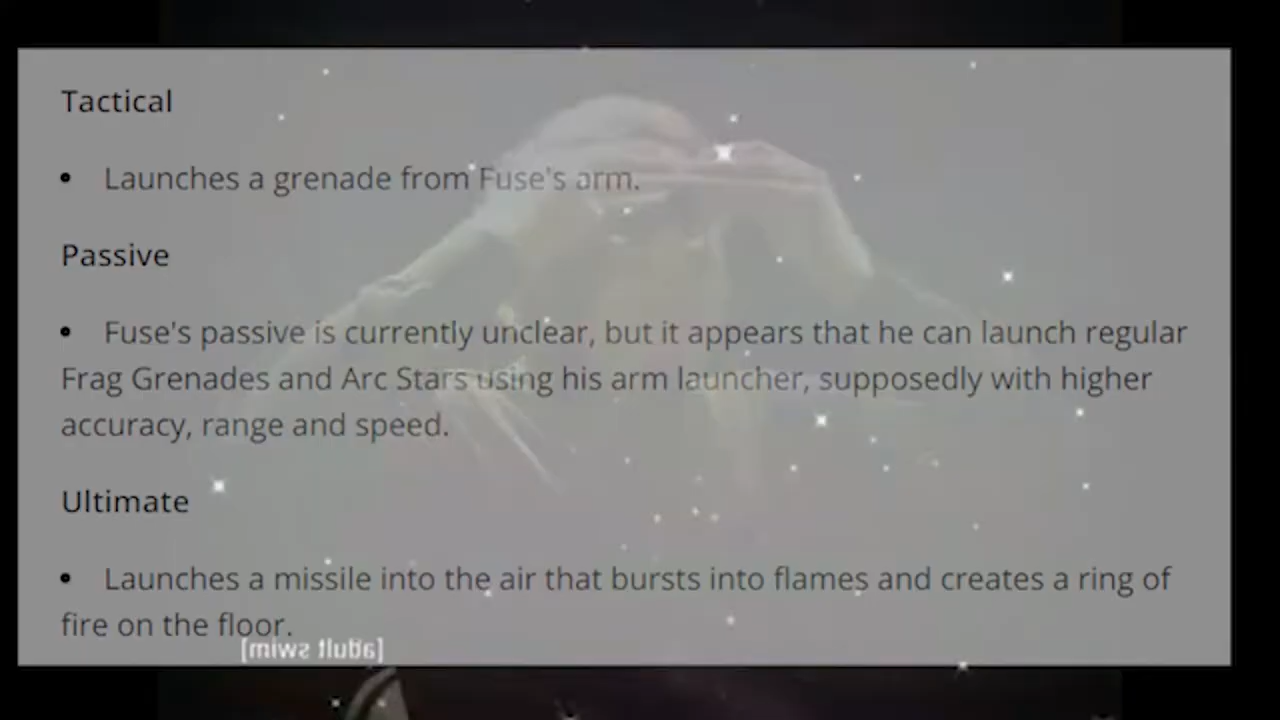 Tactical
• Launches a grenade from Fuse's arm.
Passive
• Fuse's passive is currently unclear, but it appears that he can launch regular
Frag Grenades and Arc Stars using his arm launcher, supposedly with higher
accuracy, range and speed.
Ultimate
• Launches a missile into the air that bursts into flames and creates a ring of
fire on the floor.
[adult swim]